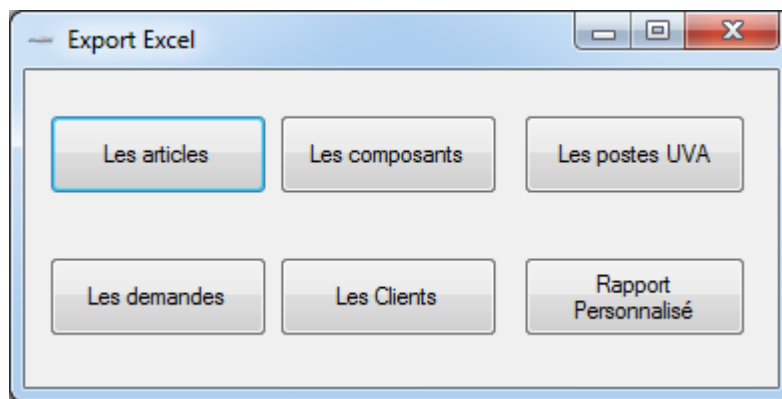 Export Excel
Les articles
Les composants
Les postes UVA
Les demandes
Les Clients
Rapport
Personnalisé